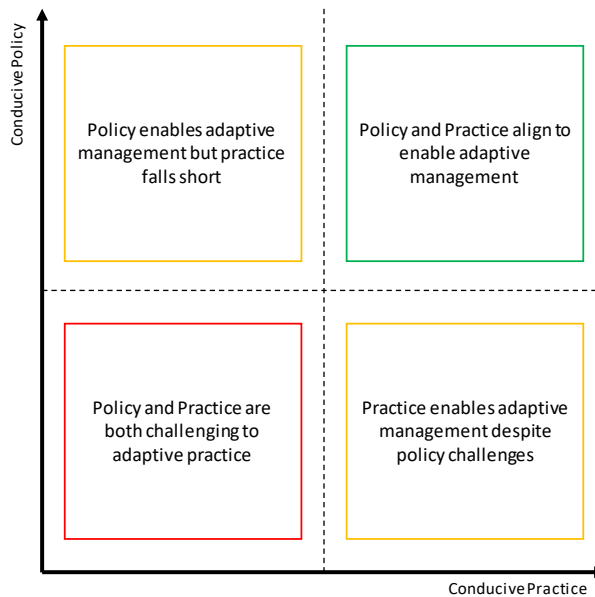 Conducive Policy
Policy enables adaptive
management but practice
falls short
Policy and Practice align to
enable adaptive
management
Policy and Practice are
both challenging to
adaptive practice
Practice enables adaptive
management despite
policy challenges
Conducive Practice